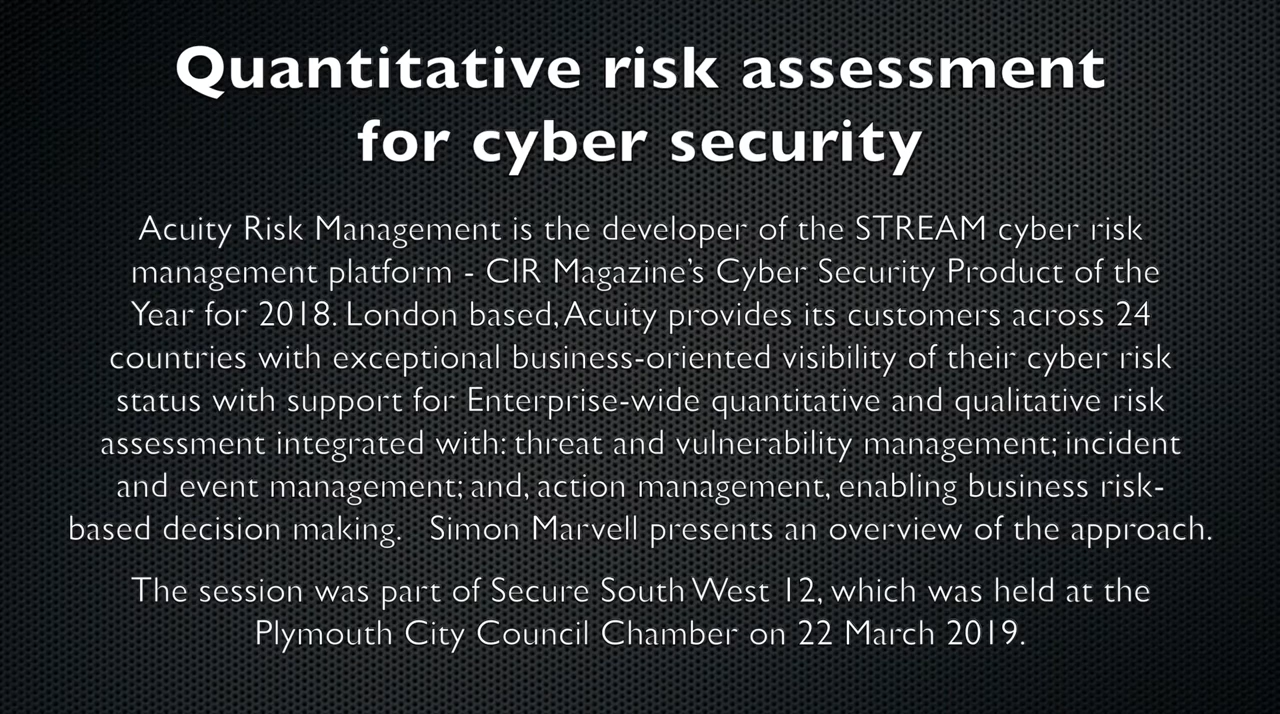 Quantitative risk assessment
for cyber security
Acuity Risk Management is the developer of the STREAM cyber risk
management platform - CIR Magazine’s Cyber Security Product of the
Year for 2018. London based, Acuity provides its customers across 24
countries with exceptional business-oriented visibility of their cyber risk
status with support for Enterprise-wide quantitative and qualitative risk
assessment integrated with: threat and vulnerability management; incident
and event management; and, action management, enabling business risk-
based decision making.   Simon Marvell presents an overview of the approach.
The session was part of Secure South West 12, which was held at the
Plymouth City Council Chamber on 22 March 2019.